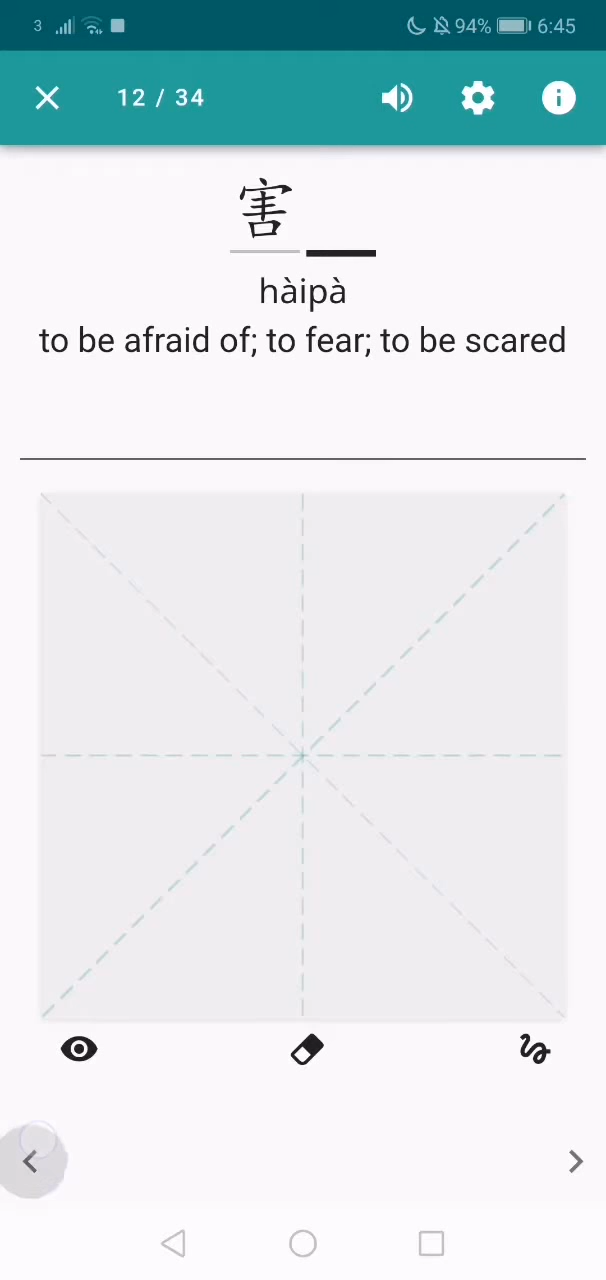 3 94% 6:45
12 / 34
害
hàipà
to be afraid of; to fear; to be scared